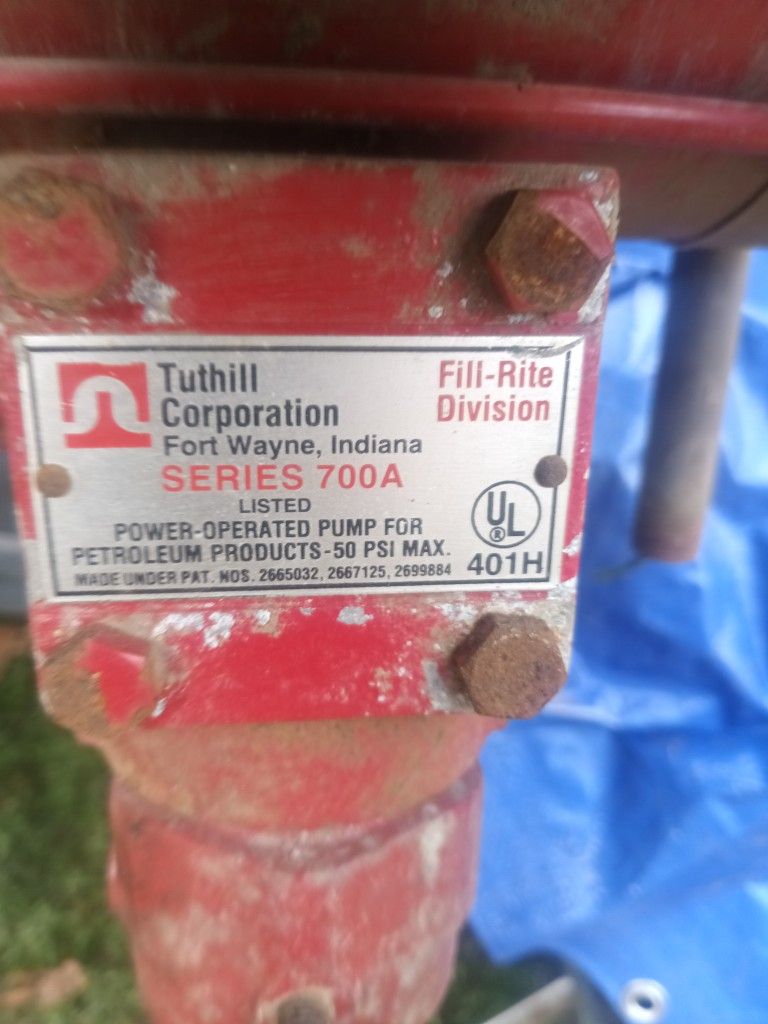 Tuthill
Corporation
Fort Wayne, Indiana
Fill-Rite
Division
SERIES 700A
LISTED
POWER-OPERATED PUMP FOR
PETROLEUM PRODUCTS-50 PSI MAX.
MADE UNDER PAT. NOS. 2665032, 2667125, 2699884
UL
®
401H